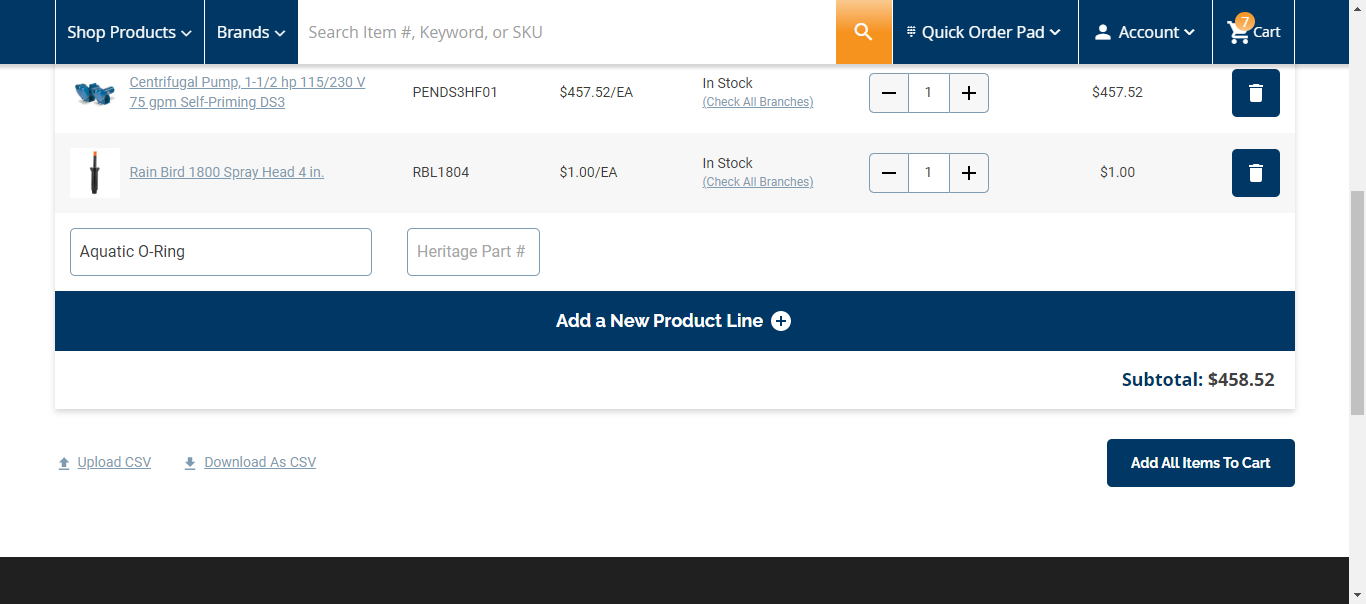 Shop Products
Brands
Search Item #, Keyword, or SKU
Quick Order Pad
Account
7
Cart
Centrifugal Pump, 1-1/2 hp 115/230 V
75 gpm Self-Priming DS3
PENDS3HF01
$457.52/EA
In Stock
(Check All Branches)
1
$457.52
Rain Bird 1800 Spray Head 4 in.
RBL1804
$1.00/EA
In Stock
(Check All Branches)
1
$1.00
Aquatic O-Ring
Heritage Part #
Add a New Product Line
Subtotal: $458.52
Upload CSV
Download As CSV
Add All Items To Cart